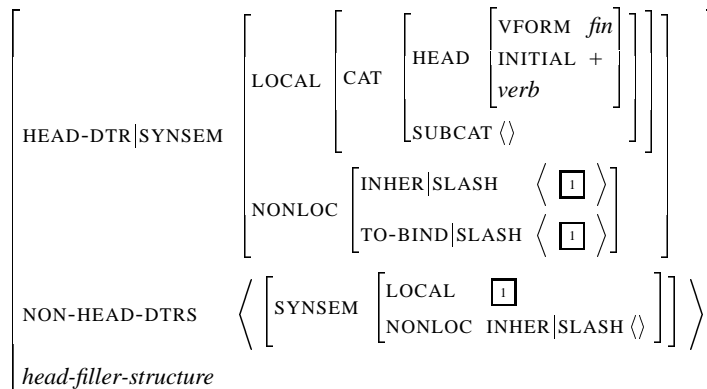 VFORM fin
HEAD INITIAL +
LOCAL CAT verb
HEAD-DTR|SYNSEM SUBCAT ⟨⟩
INHER|SLASH ⟨ 1 ⟩
NONLOC
TO-BIND|SLASH ⟨ 1 ⟩
LOCAL 1
NON-HEAD-DTRS ⟨ SYNSEM ⟩
NONLOC INHER|SLASH ⟨⟩
head-filler-structure